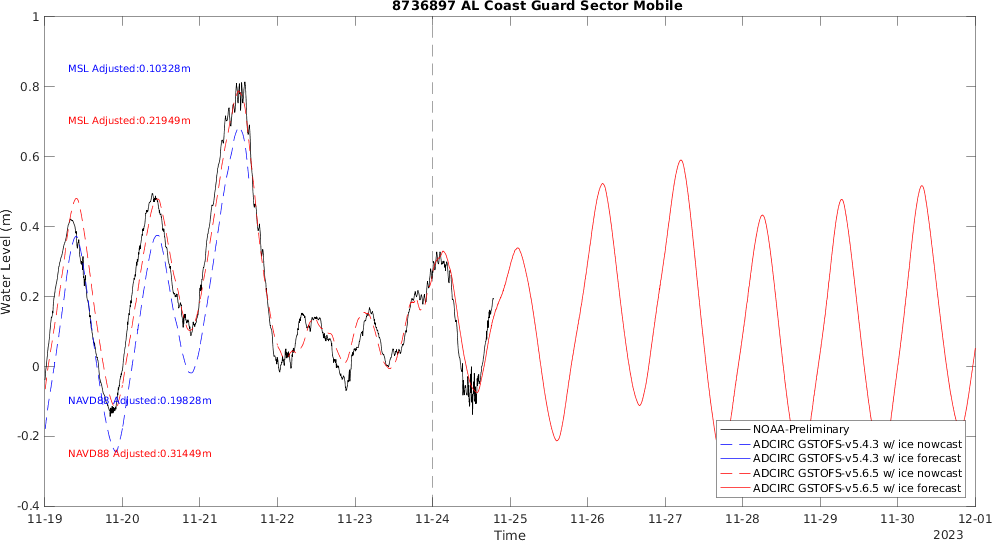 8736897 AL Coast Guard Sector Mobile
Water Level (m)
1
0.8
0.6
0.4
0.2
0
-0.2
-0.4
MSL Adjusted:0.10328m
MSL Adjusted:0.21949m
NAVD88 Adjusted:0.19828m
NAVD88 Adjusted:0.31449m
NOAA-Preliminary
ADCIRC GSTOFS-v5.4.3 w/ ice nowcast
ADCIRC GSTOFS-v5.4.3 w/ ice forecast
ADCIRC GSTOFS-v5.6.5 w/ ice nowcast
ADCIRC GSTOFS-v5.6.5 w/ ice forecast
11-19 11-20 11-21 11-22 11-23 11-24 11-25 11-26 11-27 11-28 11-29 11-30 12-01
Time
2023